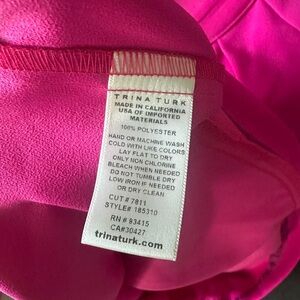 TRINA TURK
MADE IN CALIFORNIA
USA OF IMPORTED
MATERIALS
100% POLYESTER
HAND OR MACHINE WASH
COLD WITH LIKE COLORS
LAY FLAT TO DRY
ONLY NON CHLORINE
BLEACH WHEN NEEDED
DO NOT TUMBLE DRY
LOW IRON IF NEEDED
OR DRY CLEAN
CUT # 7811
STYLE# 185310
RN # 93415
CA#30427
trinaturk.com